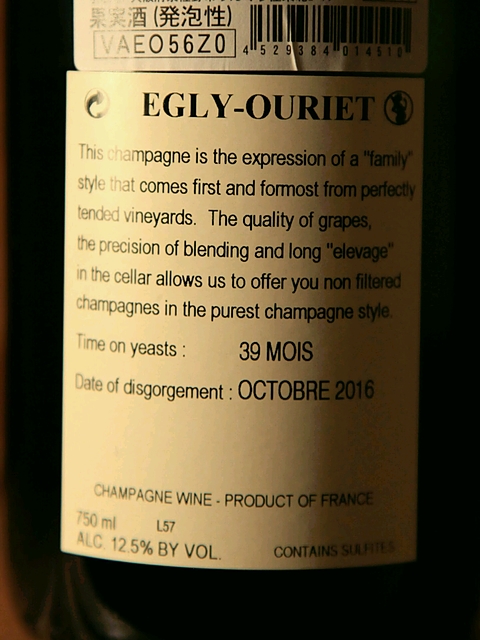 果実酒(発泡性)
VAE056Z0
4 529384 014510
EGLY-OURIET
This champagne is the expression of a "family"
style that comes first and formost from perfectly
tended vineyards. The quality of grapes,
the precision of blending and long "elevage"
in the cellar allows us to offer you non filtered
champagnes in the purest champagne style.
Time on yeasts : 39 MOIS
Date of disgorgement : OCTOBRE 2016
CHAMPAGNE WINE - PRODUCT OF FRANCE
750 ml L57
ALC. 12.5% BY VOL. CONTAINS SULFITES